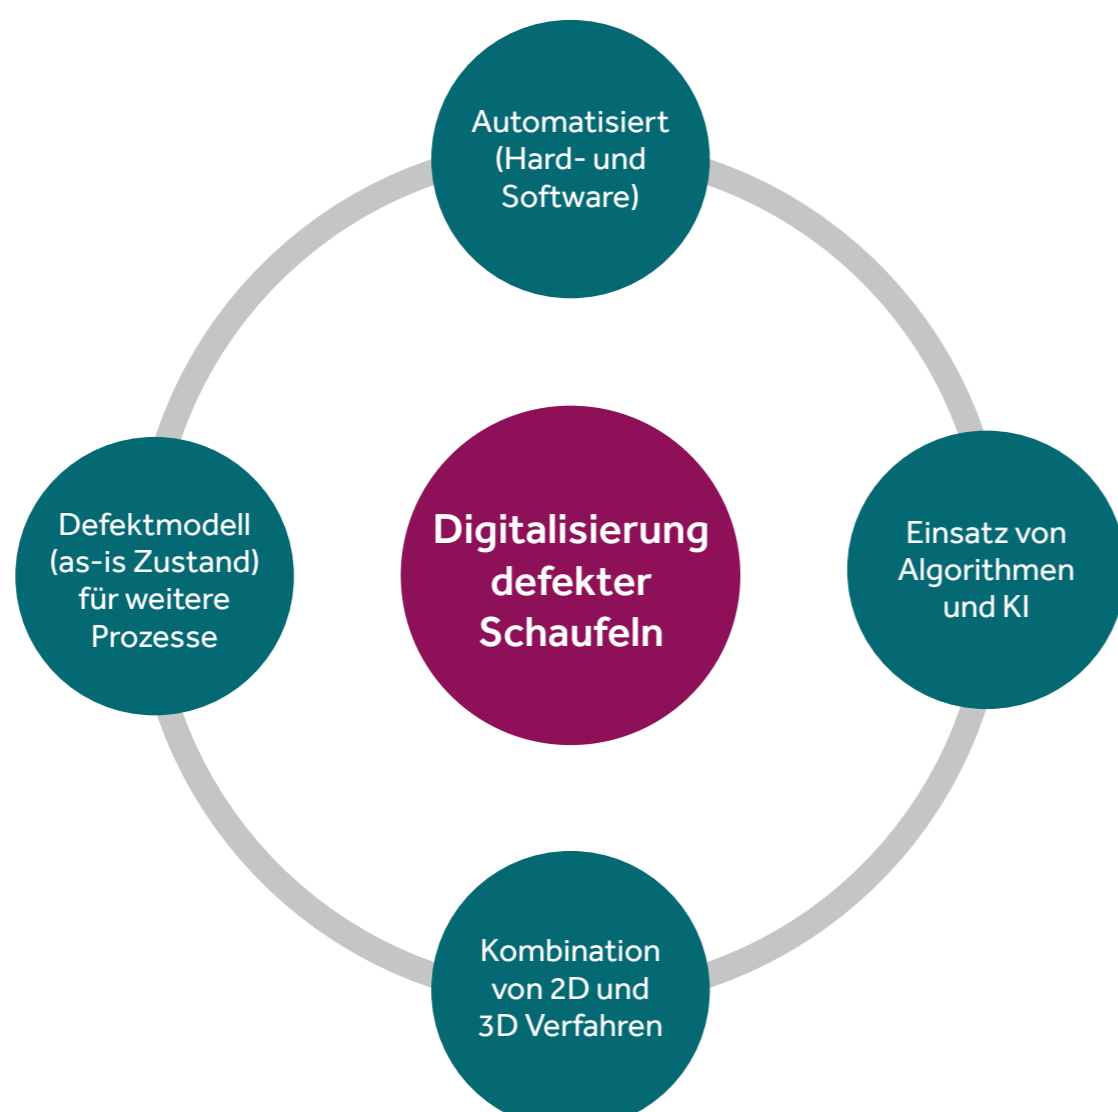 Automatisiert
(Hard- und
Software)
Defektmodell
(as-is Zustand)
für weitere
Prozesse
Digitalisierung
defekter
Schaufeln
Einsatz von
Algorithmen
und KI
Kombination
von 2D und
3D Verfahren